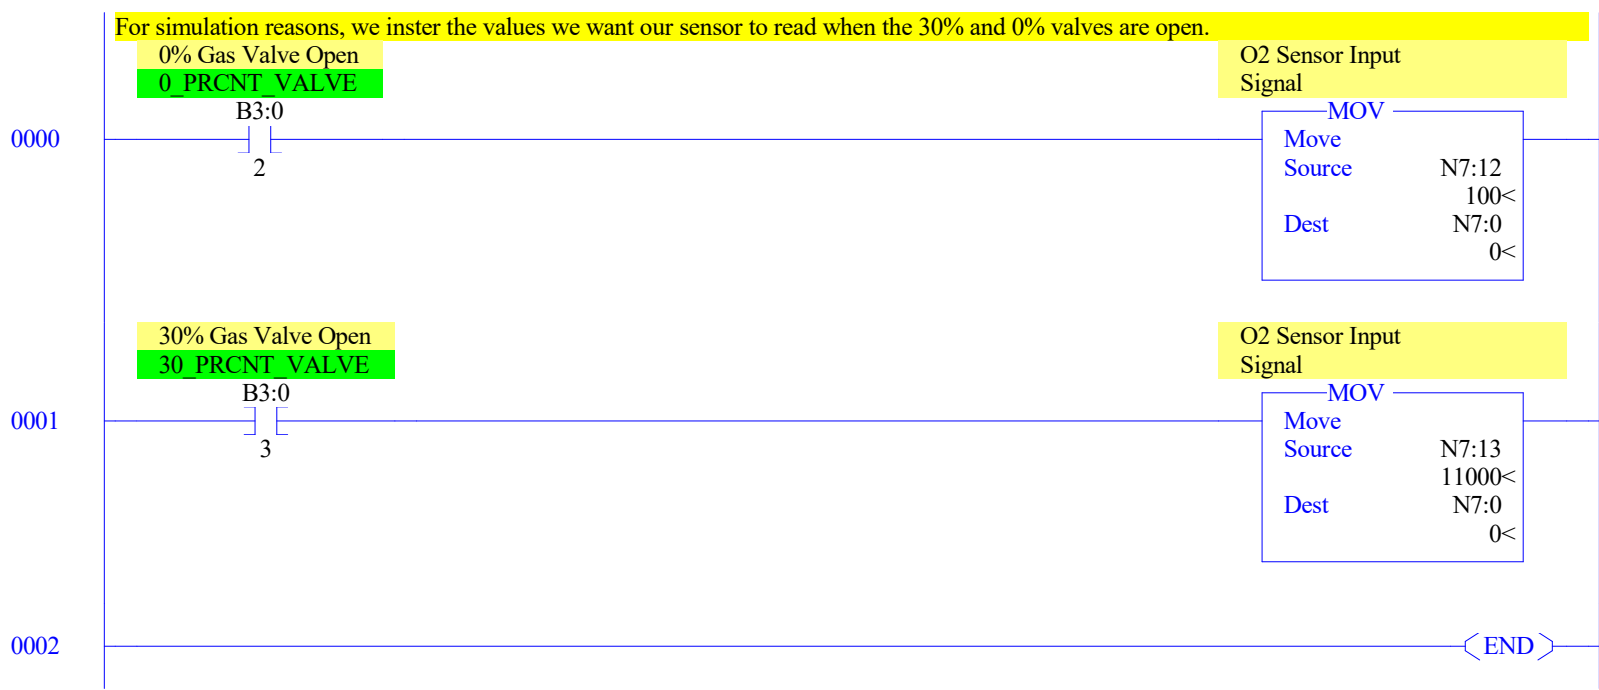 For simulation reasons, we inster the values we want our sensor to read when the 30% and 0% valves are open.
0% Gas Valve Open
0_PRCNT_VALVE
B3:0
2
O2 Sensor Input
Signal
MOV
0000
Move
Source N7:12
100<
Dest N7:0
0<
30% Gas Valve Open
30_PRCNT_VALVE
B3:0
3
O2 Sensor Input
Signal
MOV
0001
Move
Source N7:13
11000<
Dest N7:0
0<
0002
END